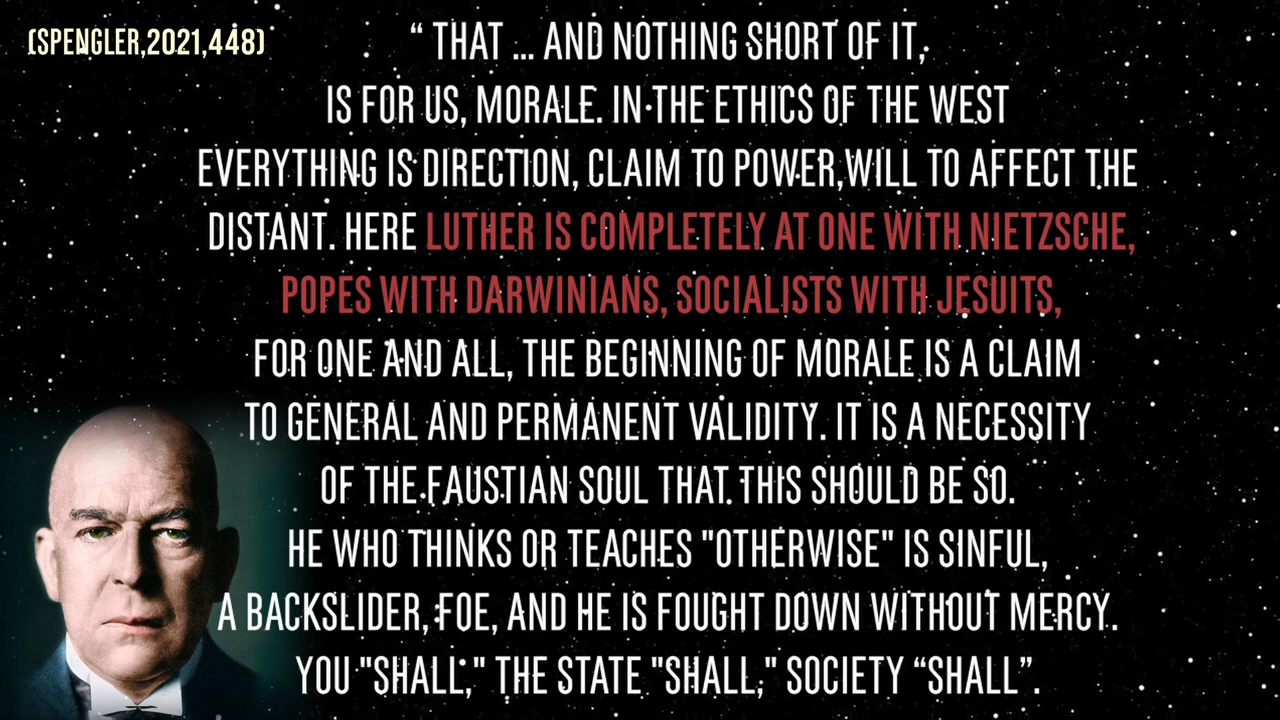 (SPENGLER,2021,448)
“ THAT ... AND NOTHING SHORT OF IT,
IS FOR US, MORALE. IN THE ETHICS OF THE WEST
EVERYTHING IS DIRECTION, CLAIM TO POWER,WILL TO AFFECT THE
DISTANT. HERE LUTHER IS COMPLETELY AT ONE WITH NIETZSCHE,
POPES WITH DARWINIANS, SOCIALISTS WITH JESUITS,
FOR ONE AND ALL, THE BEGINNING OF MORALE IS A CLAIM
TO GENERAL AND PERMANENT VALIDITY. IT IS A NECESSITY
OF THE FAUSTIAN SOUL THAT THIS SHOULD BE SO.
HE WHO THINKS OR TEACHES "OTHERWISE" IS SINFUL,
A BACKSLIDER, FOE, AND HE IS FOUGHT DOWN WITHOUT MERCY.
YOU "SHALL," THE STATE "SHALL," SOCIETY “SHALL”.